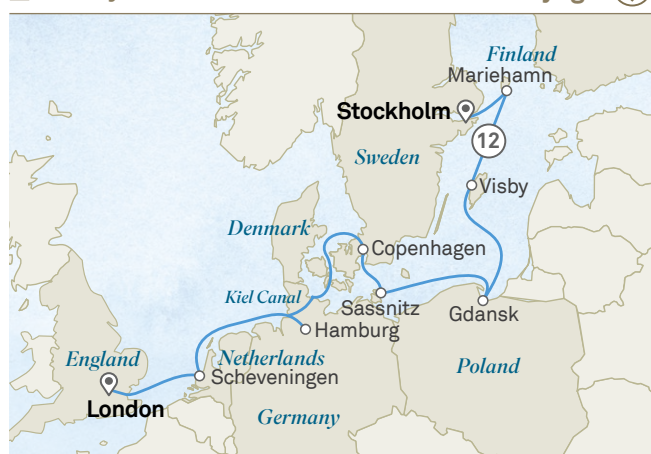 Finland
Mariehamn
Stockholm
12
Sweden
Visby
Denmark
Copenhagen
Kiel Canal
Sassnitz
Gdansk
Hamburg
England
Netherlands
Scheveningen
Poland
London
Germany